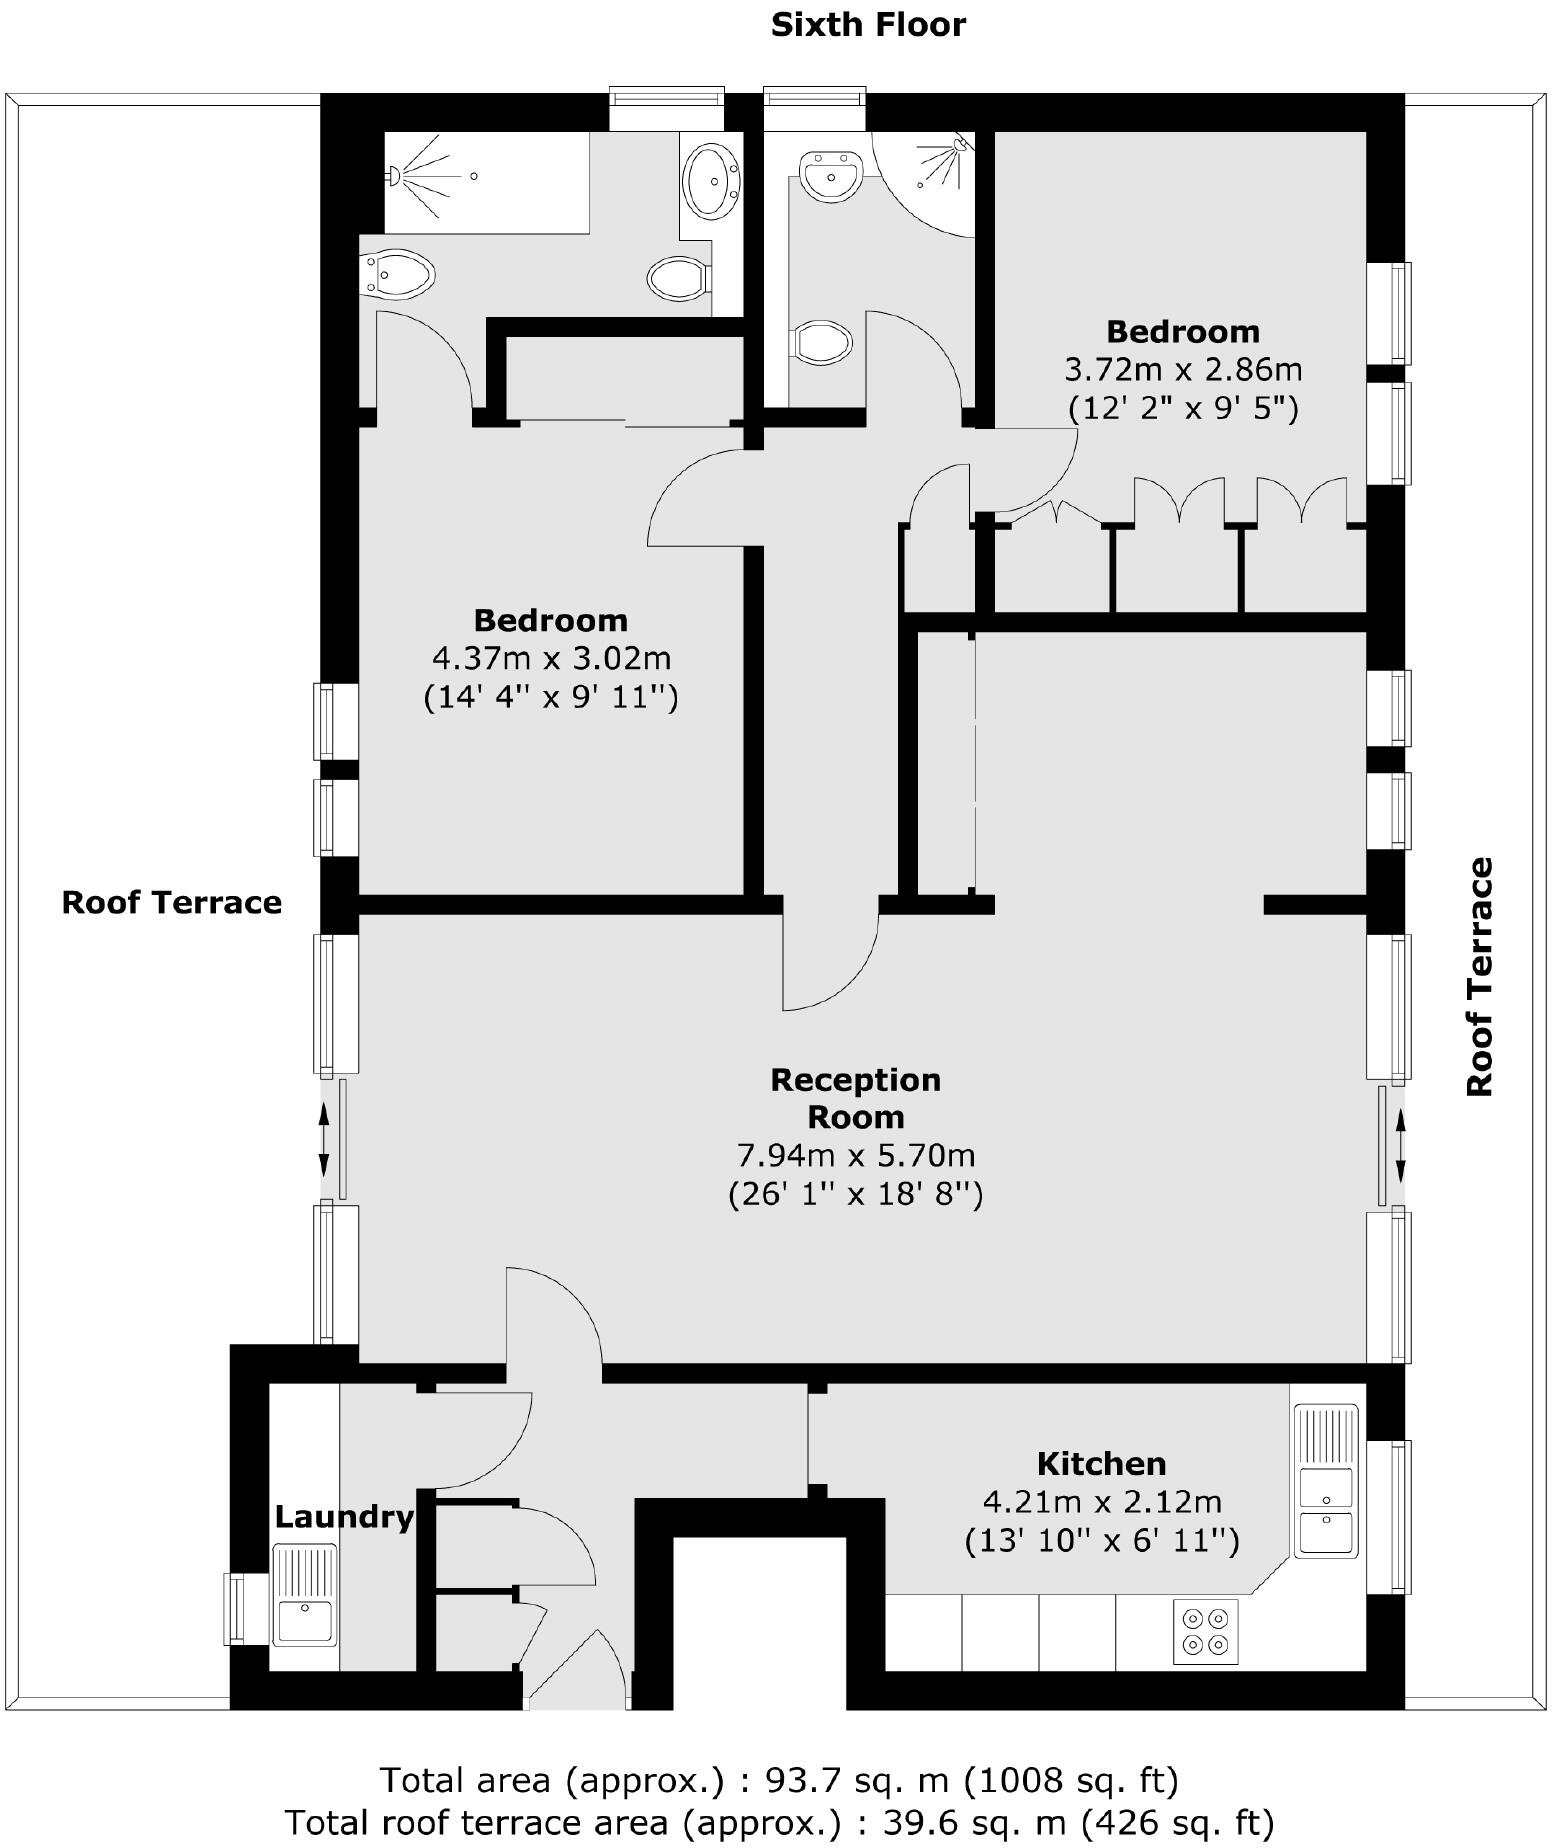 Sixth Floor
Bedroom
3.72m x 2.86m
(12' 2" x 9' 5")
Bedroom
4.37m x 3.02m
(14' 4'' x 9' 11'')
Roof Terrace
Roof Terrace
Reception
Room
7.94m x 5.70m
(26' 1'' x 18' 8'')
Kitchen
4.21m x 2.12m
(13' 10'' x 6' 11'')
Laundry
Total area (approx.) : 93.7 sq. m (1008 sq. ft)
Total roof terrace area (approx.) : 39.6 sq. m (426 sq. ft)